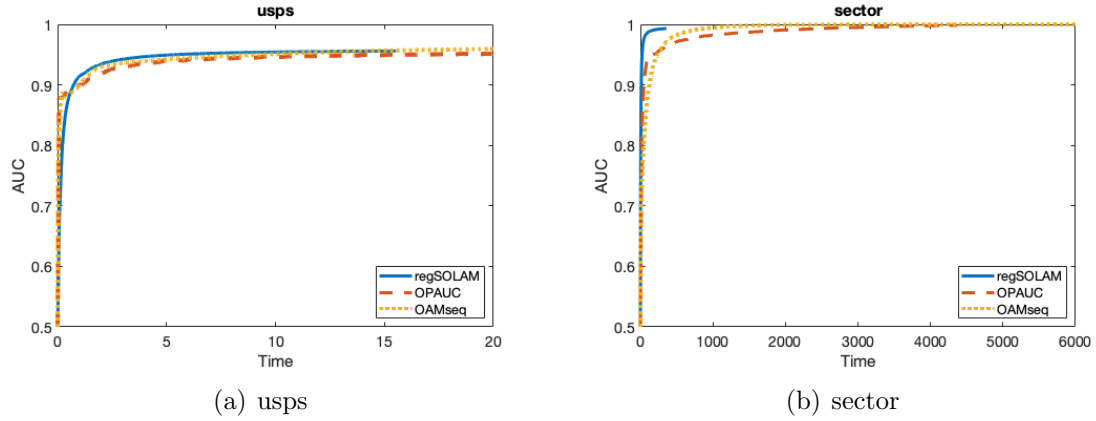 usps
1
0.9
0.8
0.7
0.6
0.5
AUC
0
5
10
15
20
Time
regSOLAM
OPAUC
OAMseq
(a) usps
sector
1
0.9
0.8
0.7
0.6
0.5
AUC
0
1000
2000
3000
4000
5000
6000
Time
regSOLAM
OPAUC
OAMseq
(b) sector